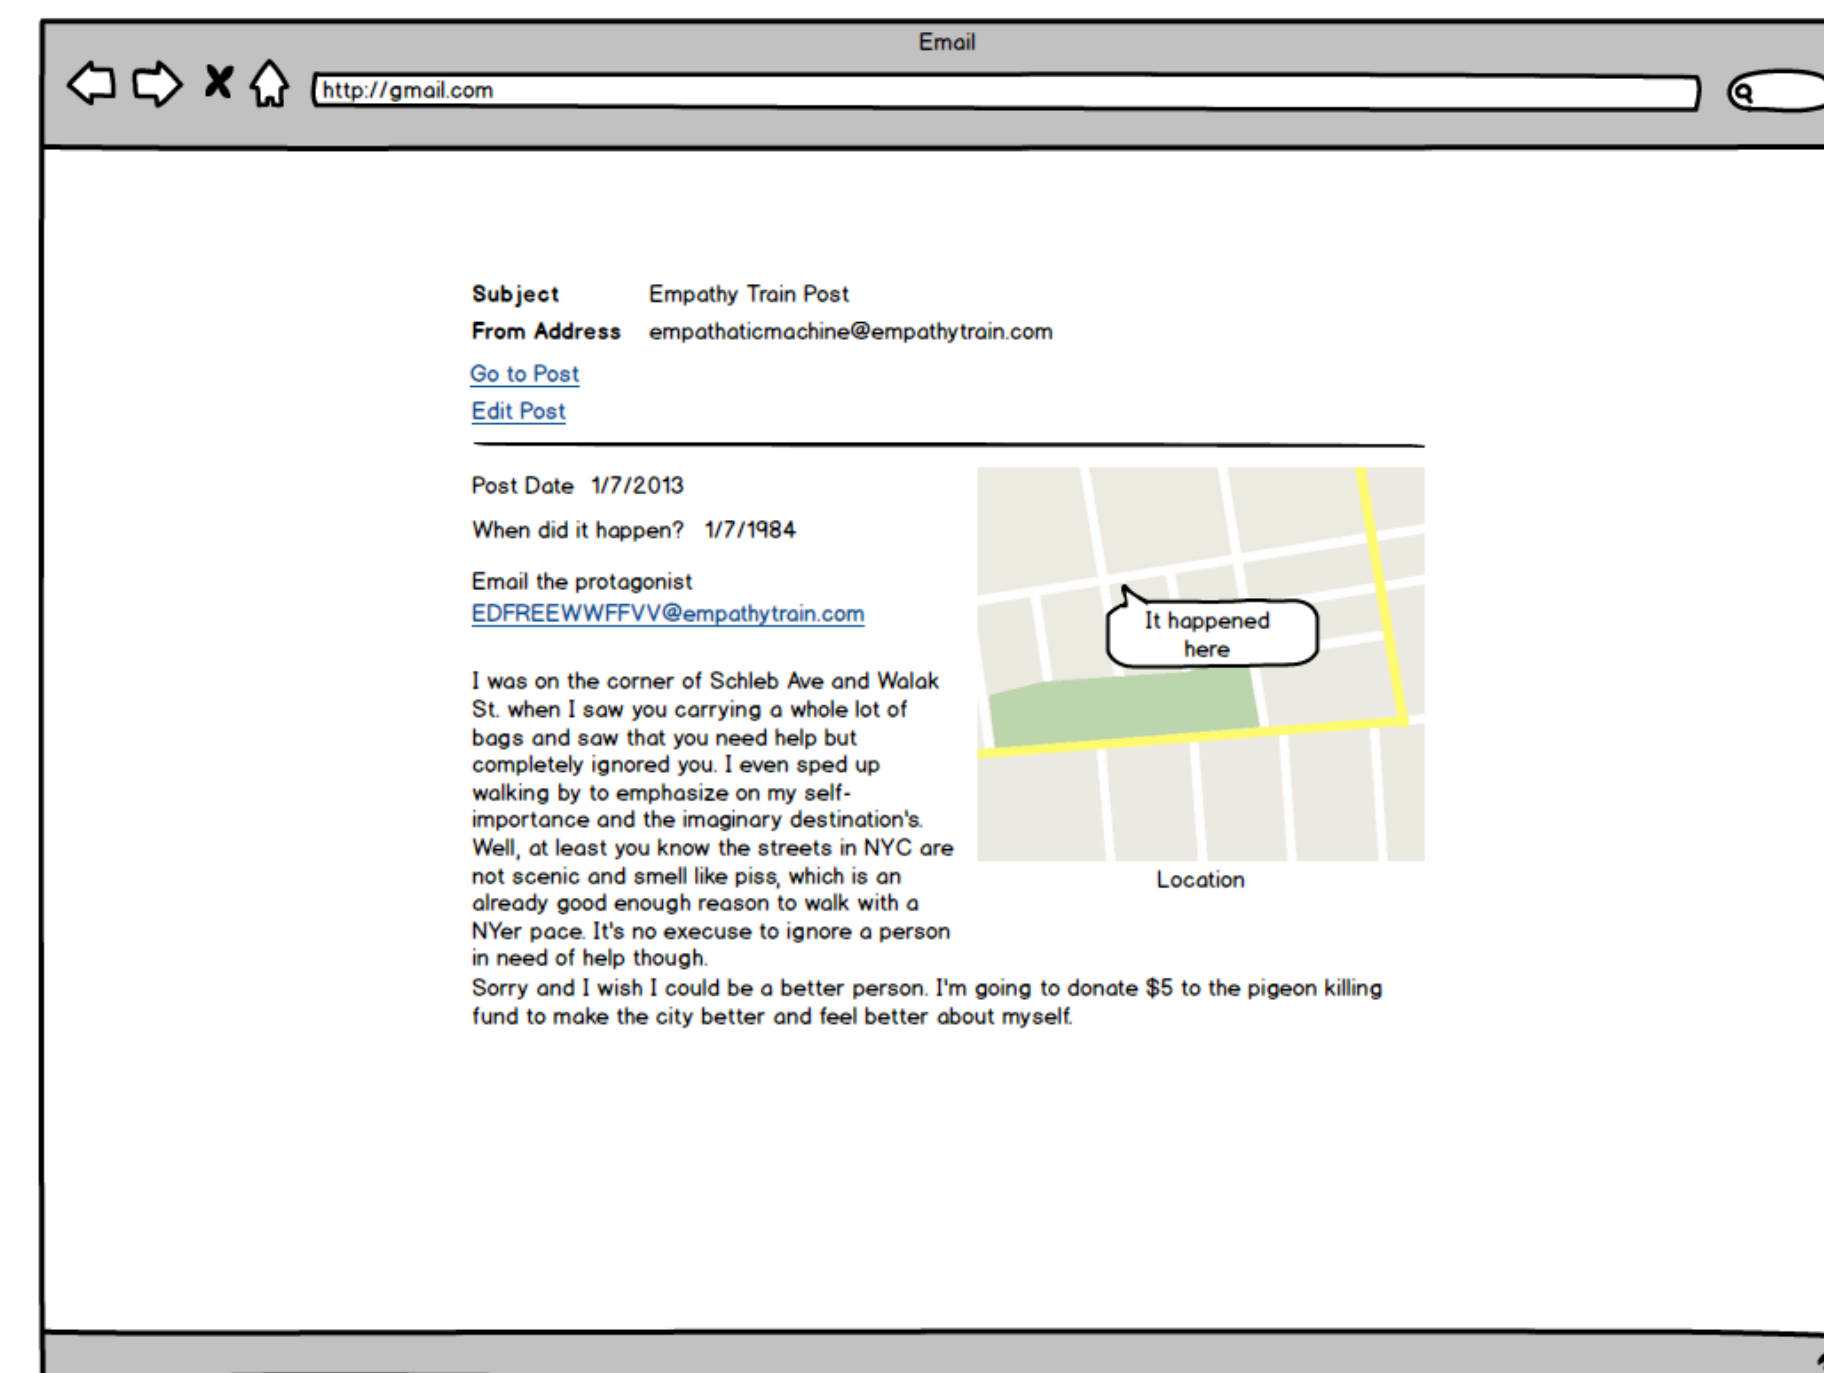 Email
http://gmail.com
Subject Empathy Train Post
From Address empathaticmachine@empathytrain.com
Go to Post
Edit Post
Post Date 1/7/2013
When did it happen? 1/7/1984
Email the protagonist
EDFREEWWFFVV@empathytrain.com
It happened
here
I was on the corner of Schleb Ave and Walak
St. when I saw you carrying a whole lot of
bags and saw that you need help but
completely ignored you. I even sped up
walking by to emphasize on my self-
importance and the imaginary destination's.
Well, at least you know the streets in NYC are
not scenic and smell like piss, which is an
already good enough reason to walk with a
NYer pace. It's no execuse to ignore a person
in need of help though.
Sorry and I wish I could be a better person. I'm going to donate $5 to the pigeon killing
fund to make the city better and feel better about myself.
Location